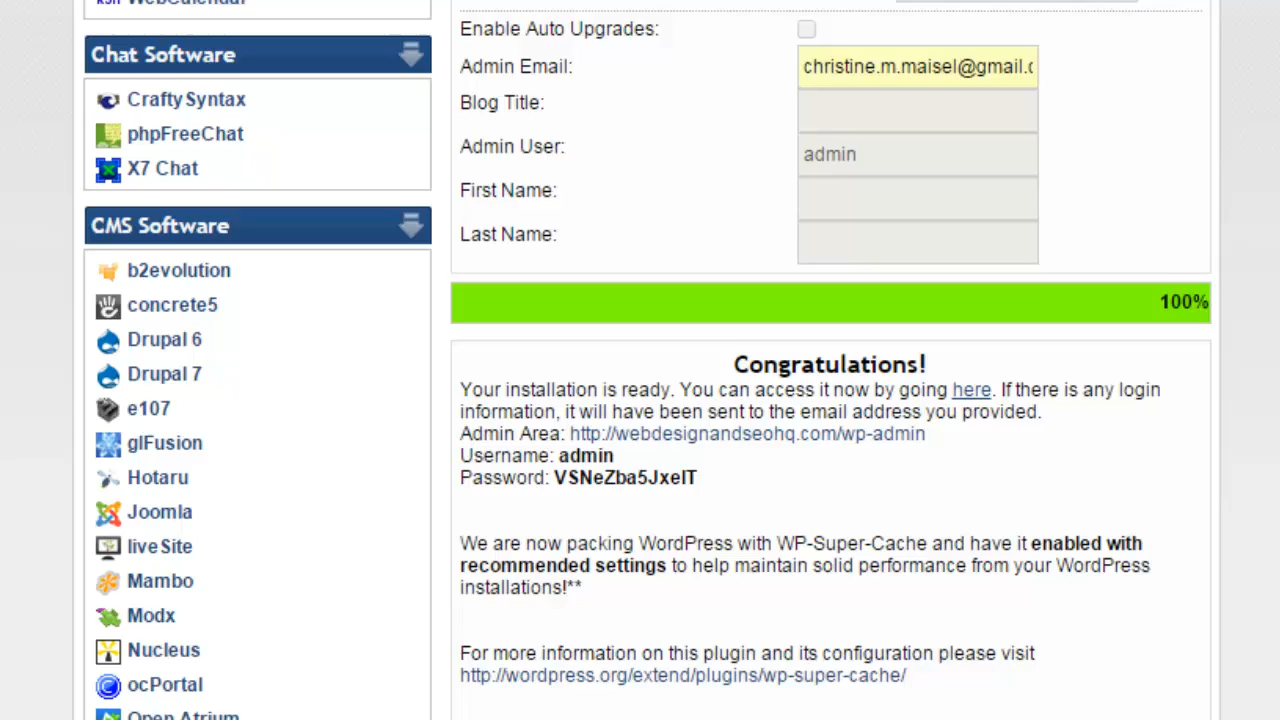 WebCalendar
Chat Software
CraftySyntax
phpFreeChat
X7 Chat
CMS Software
b2evolution
concrete5
Drupal 6
Drupal 7
e107
glFusion
Hotaru
Joomla
liveSite
Mambo
Modx
Nucleus
ocPortal
Open Atrium
Enable Auto Upgrades:
Admin Email: christine.m.maisel@gmail.c
Blog Title:
Admin User: admin
First Name:
Last Name:
100%
Congratulations!
Your installation is ready. You can access it now by going here. If there is any login
information, it will have been sent to the email address you provided.
Admin Area: http://webdesignandseohq.com/wp-admin
Username: admin
Password: VSNeZba5JxelT
We are now packing WordPress with WP-Super-Cache and have it enabled with
recommended settings to help maintain solid performance from your WordPress
installations!**
For more information on this plugin and its configuration please visit
http://wordpress.org/extend/plugins/wp-super-cache/